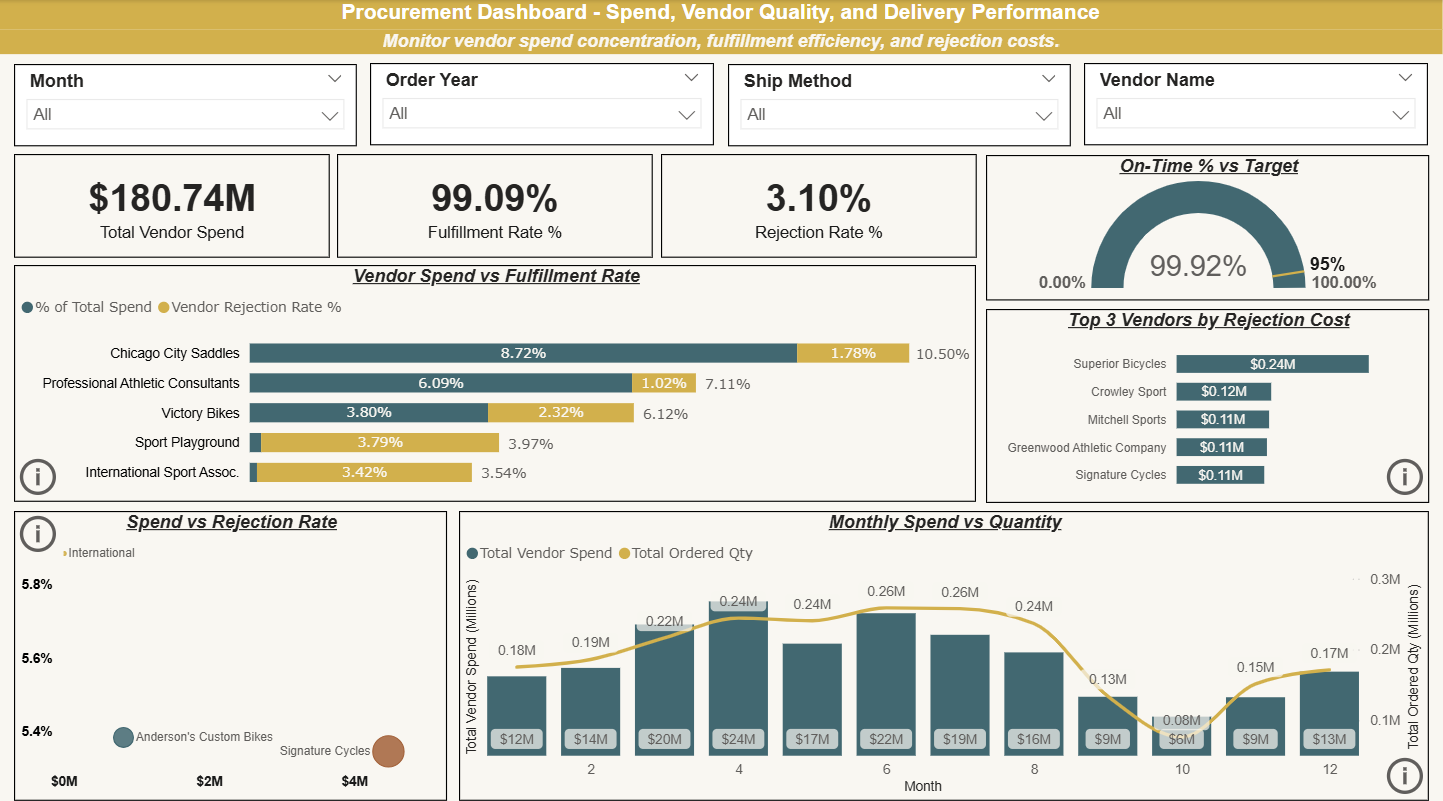 Procurement Dashboard - Spend, Vendor Quality, and Delivery Performance
Monitor vendor spend concentration, fulfillment efficiency, and rejection costs.
Month
All
Order Year
All
Ship Method
All
Vendor Name
All
$180.74M
Total Vendor Spend
99.09%
Fulfillment Rate %
3.10%
Rejection Rate %
On-Time % vs Target
99.92%
0.00%
95%
100.00%
Vendor Spend vs Fulfillment Rate
% of Total Spend Vendor Rejection Rate %
Chicago City Saddles 8.72% 1.78% 10.50%
Professional Athletic Consultants 6.09% 1.02% 7.11%
Victory Bikes 3.80% 2.32% 6.12%
Sport Playground 3.79% 3.97%
International Sport Assoc. 3.42% 3.54%
i
Top 3 Vendors by Rejection Cost
Superior Bicycles $0.24M
Crowley Sport $0.12M
Mitchell Sports $0.11M
Greenwood Athletic Company $0.11M
Signature Cycles $0.11M
i
Spend vs Rejection Rate
i
International
5.8%
5.6%
5.4%
Anderson's Custom Bikes
Signature Cycles
$0M $2M $4M
Monthly Spend vs Quantity
Total Vendor Spend Total Ordered Qty
Total Vendor Spend (Millions)
0.18M 0.19M 0.22M 0.24M 0.24M 0.26M 0.26M 0.24M 0.13M 0.08M 0.15M 0.17M
$12M $14M $20M $24M $17M $22M $19M $16M $9M $6M $9M $13M
0.3M
0.2M
0.1M
Total Ordered Qty (Millions)
2 4 6 8 10 12
Month
i